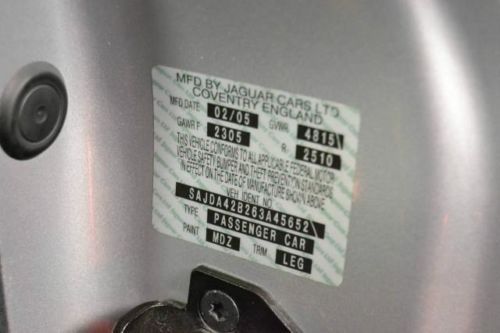 MFD BY JAGUAR CARS LTD
COVENTRY ENGLAND
MFD DATE 02/05 GVWR 4815
GAWR F 2305 R 2510
THIS VEHICLE CONFORMS TO ALL APPLICABLE FEDERAL MOTOR
VEHICLE SAFETY BUMPER AND THEFT PREVENTION STANDARDS
IN EFFECT ON THE DATE OF MANUFACTURE SHOWN ABOVE
VEH. IDENT NO
SAJDA42B263A45652
TYPE PASSENGER CAR
PAINT MDZ TRIM LEG